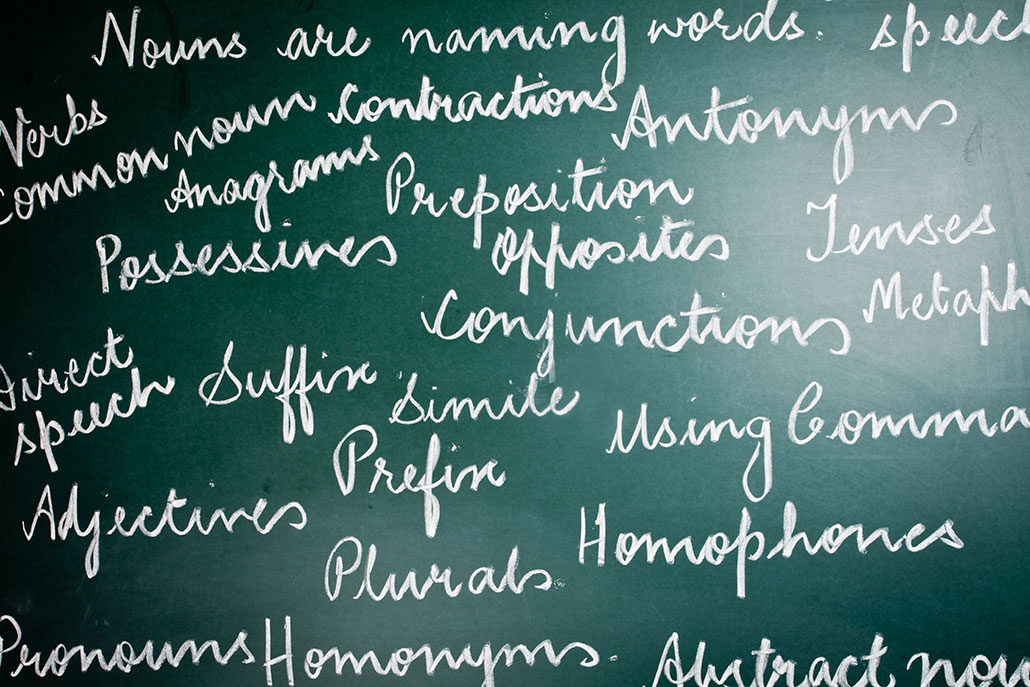 Nouns are naming words. speec
Verbs
Common noun contractions Antonyms
Anagrams Preposition
Possessives Opposites Tenses
Conjunctions Metaph
Direct
speech Suffix Simile Using Comma
Prefix
Adjectives Homophones
Plurals
Pronouns Homonyms. Abstract nou